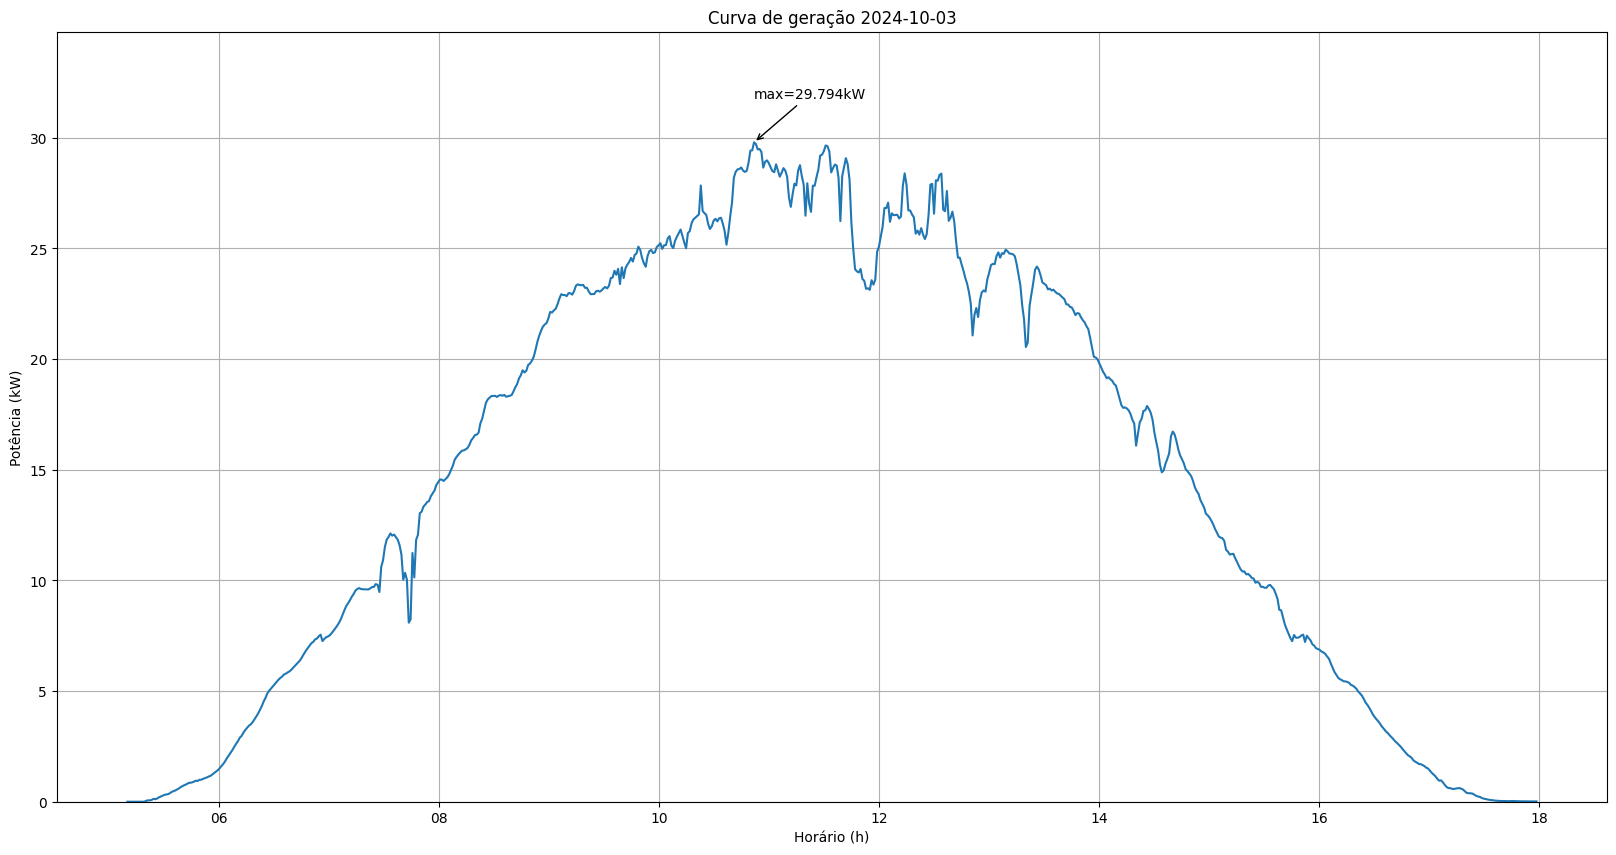 Curva de geração 2024-10-03
max=29.794kW
30
25
20
15
10
5
0
Potência (kW)
06 08 10 12 14 16 18
Horário (h)